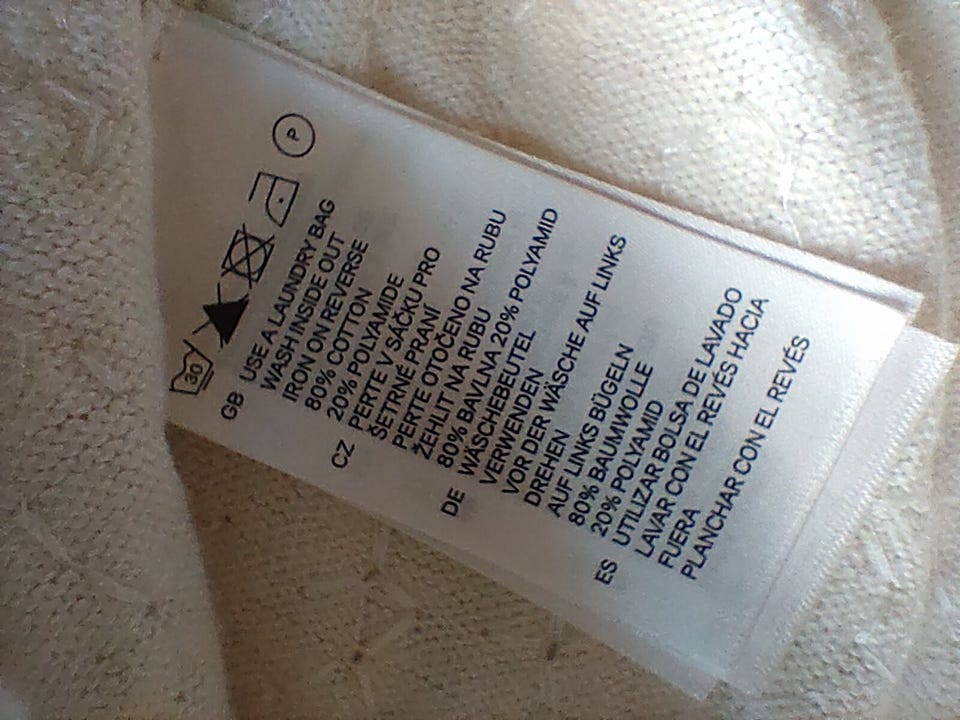 30
P
GB USE A LAUNDRY BAG
WASH INSIDE OUT
IRON ON REVERSE
80% COTTON
20% POLYAMIDE
CZ PERTE V SÁČKU PRO
ŠETRNÉ PRANÍ
PERTE OTOČENO NA RUBU
ŽEHLIT NA RUBU
80% BAVLNA 20% POLYAMID
DE WÄSCHEBEUTEL
VERWENDEN
VOR DER WÄSCHE AUF LINKS
DREHEN
AUF LINKS BÜGELN
80% BAUMWOLLE
20% POLYAMID
ES UTILIZAR BOLSA DE LAVADO
LAVAR CON EL REVÉS HACIA
FUERA
PLANCHAR CON EL REVÉS